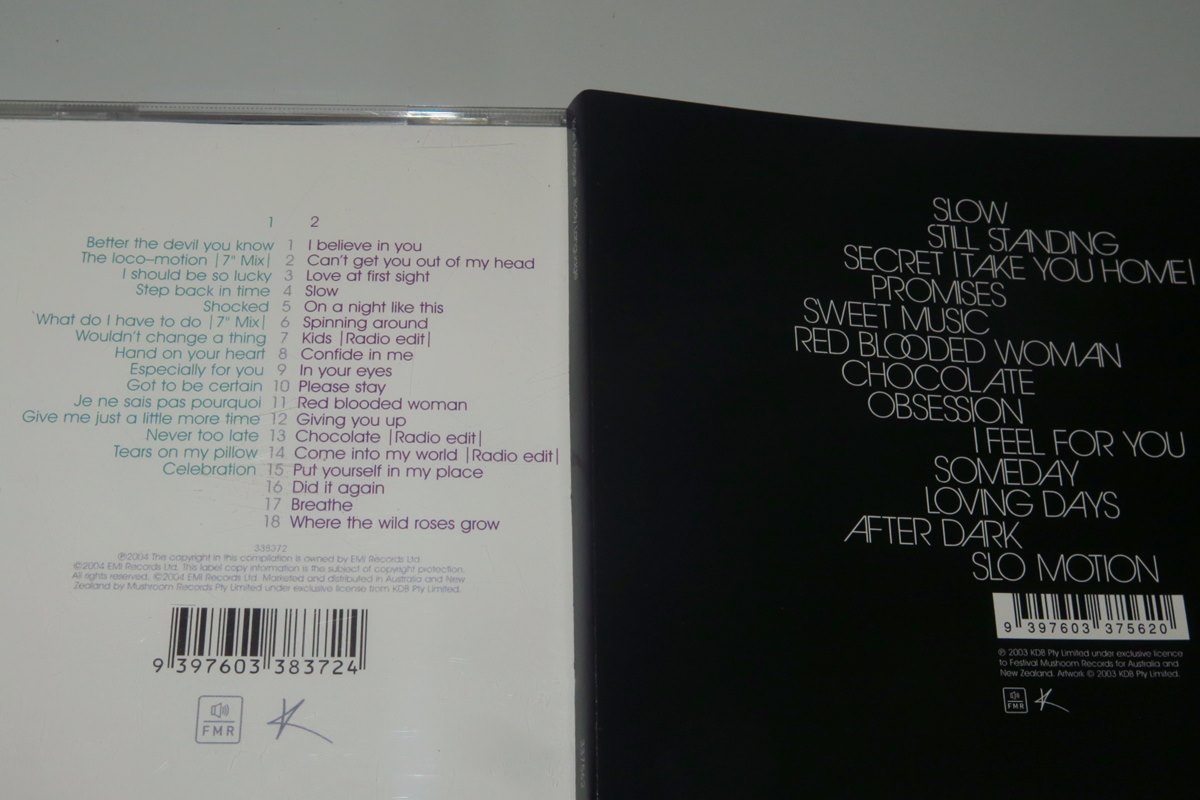 1 2
Better the devil you know 1 I believe in you
The loco–motion |7" Mix| 2 Can't get you out of my head
I should be so lucky 3 Love at first sight
Step back in time 4 Slow
Shocked 5 On a night like this
What do I have to do |7" Mix| 6 Spinning around
Wouldn't change a thing 7 Kids |Radio edit|
Hand on your heart 8 Confide in me
Especially for you 9 In your eyes
Got to be certain 10 Please stay
Je ne sais pas pourquoi 11 Red blooded woman
Give me just a little more time 12 Giving you up
Never too late 13 Chocolate |Radio edit|
Tears on my pillow 14 Come into my world |Radio edit|
Celebration 15 Put yourself in my place
16 Did it again
17 Breathe
18 Where the wild roses grow
338372
℗2004 The copyright in this compilation is owned by EMI Records Ltd.
©2004 EMI Records Ltd. This label copy information is the subject of copyright protection.
All rights reserved. ©2004 EMI Records Ltd. Marketed and distributed in Australia and New
Zealand by Mushroom Records Pty Limited under exclusive license from KDB Pty Limited.
9 397603 383724
FMR
K
SLOW
STILL STANDING
SECRET |TAKE YOU HOME|
PROMISES
SWEET MUSIC
RED BLOODED WOMAN
CHOCOLATE
OBSESSION
I FEEL FOR YOU
SOMEDAY
LOVING DAYS
AFTER DARK
SLO MOTION
9 397603 375620
℗ 2003 KDB Pty Limited under exclusive licence
to Festival Mushroom Records for Australia and
New Zealand. Artwork © 2003 KDB Pty Limited.
FMR
K